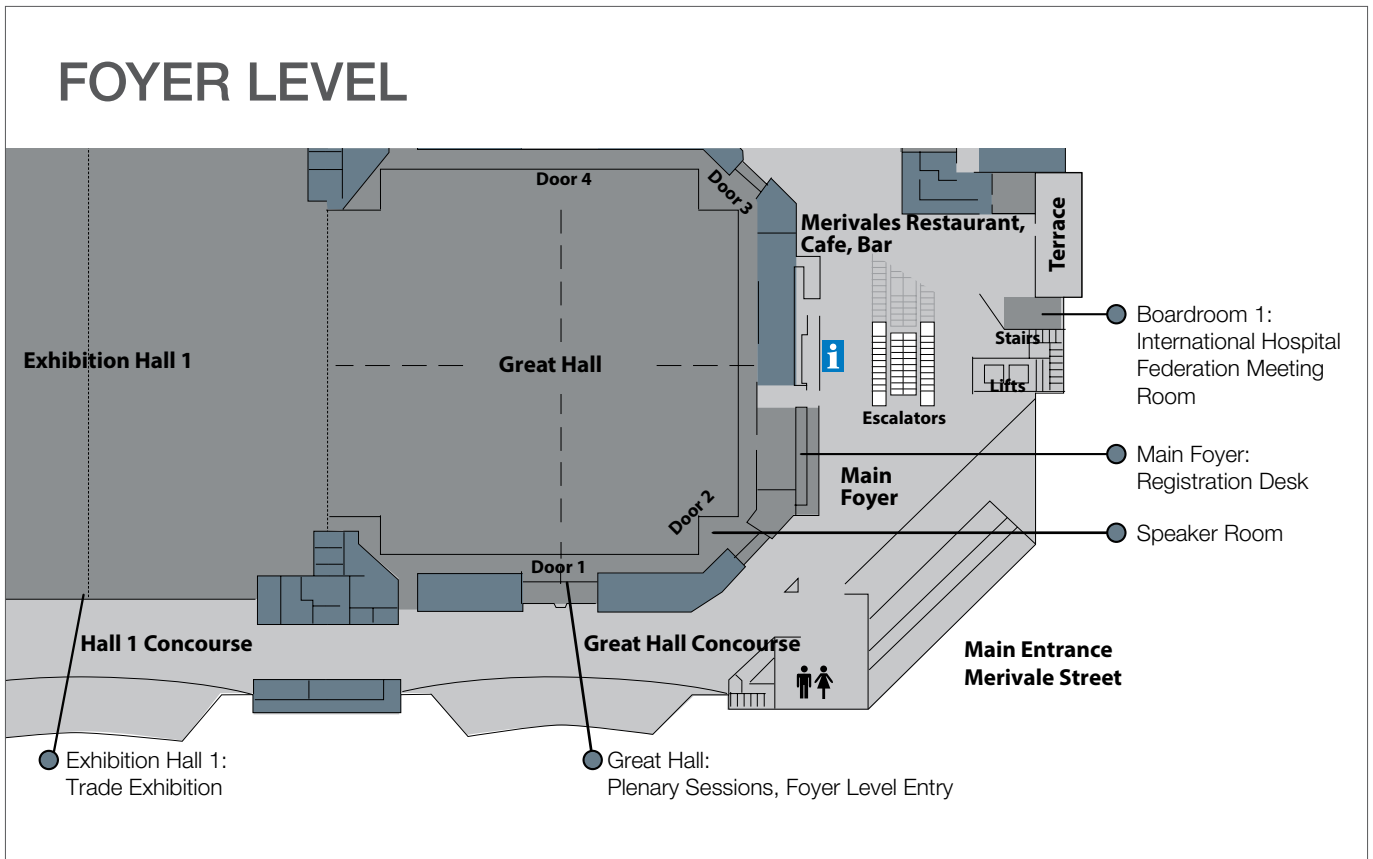 FOYER LEVEL
Door 4
Door 3
Merivales Restaurant,
Cafe, Bar
Terrace
Exhibition Hall 1
Great Hall
i
Stairs
Lifts
Escalators
Boardroom 1:
International Hospital
Federation Meeting
Room
Main
Foyer
Main Foyer:
Registration Desk
Door 2
Speaker Room
Door 1
Hall 1 Concourse
Great Hall Concourse
Main Entrance
Merivale Street
Exhibition Hall 1:
Trade Exhibition
Great Hall:
Plenary Sessions, Foyer Level Entry